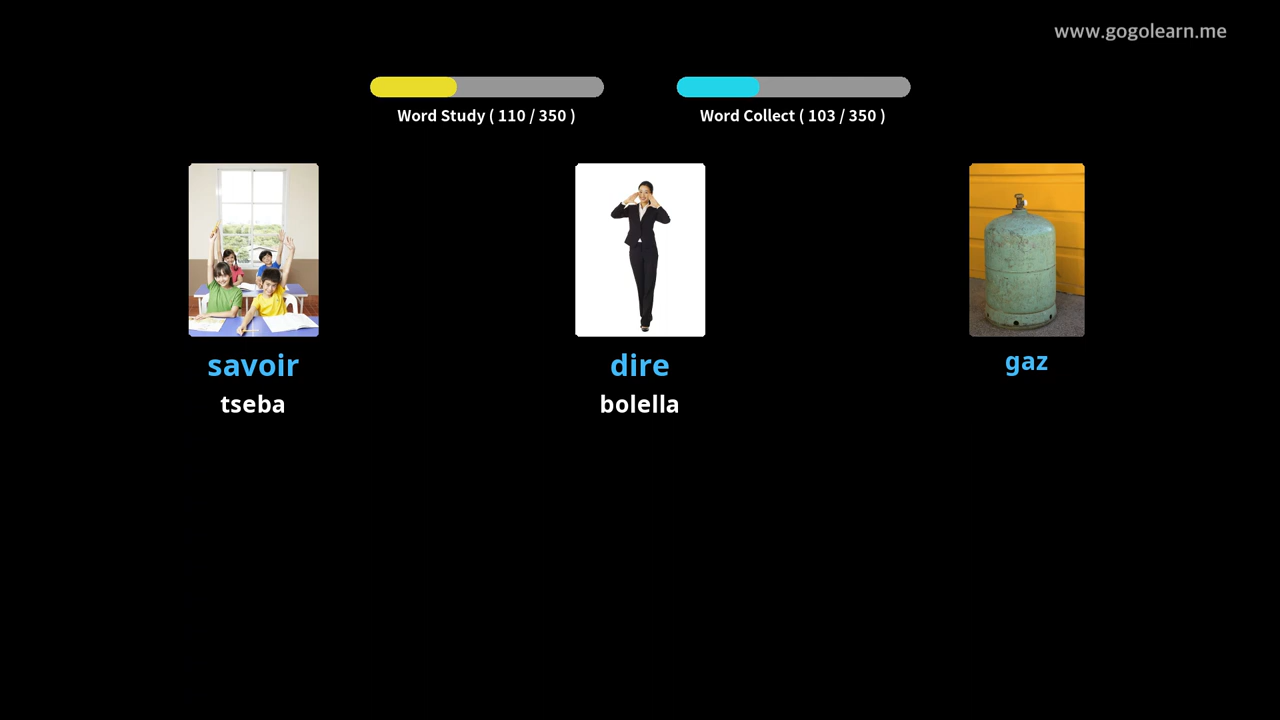 www.gogolearn.me
Word Study ( 110 / 350 )
Word Collect ( 103 / 350 )
savoir
tseba
dire
bolella
gaz